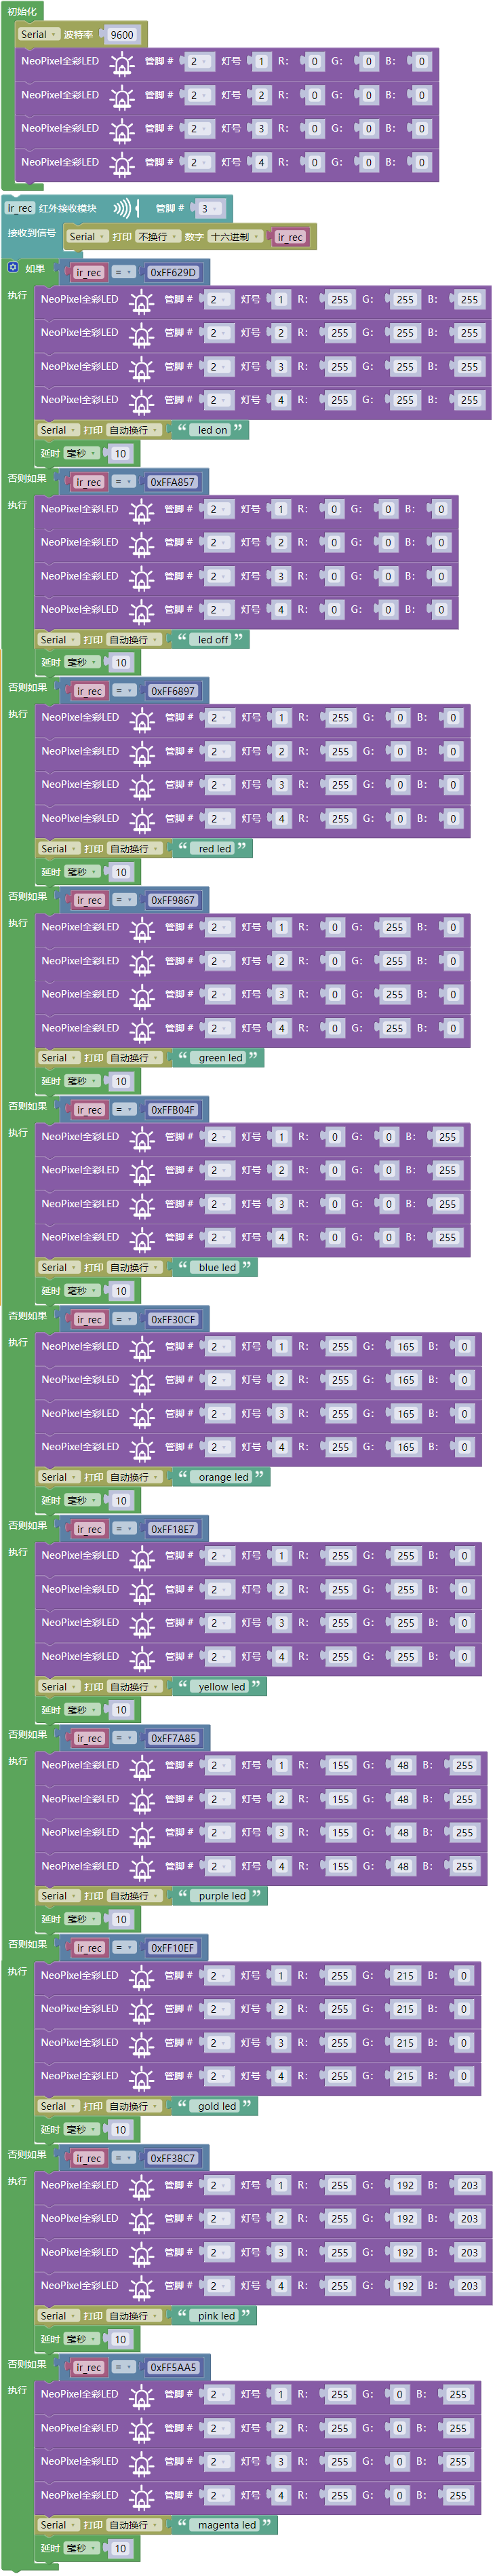 初始化
Serial 波特率 9600
NeoPixel全彩LED 管脚 # 2 灯号 1 R: 0 G: 0 B: 0
NeoPixel全彩LED 管脚 # 2 灯号 2 R: 0 G: 0 B: 0
NeoPixel全彩LED 管脚 # 2 灯号 3 R: 0 G: 0 B: 0
NeoPixel全彩LED 管脚 # 2 灯号 4 R: 0 G: 0 B: 0
ir_rec 红外接收模块 管脚 # 3
接收到信号 Serial 打印 不换行 数字 十六进制 ir_rec
如果 ir_rec = 0xFF629D
执行 NeoPixel全彩LED 管脚 # 2 灯号 1 R: 255 G: 255 B: 255
NeoPixel全彩LED 管脚 # 2 灯号 2 R: 255 G: 255 B: 255
NeoPixel全彩LED 管脚 # 2 灯号 3 R: 255 G: 255 B: 255
NeoPixel全彩LED 管脚 # 2 灯号 4 R: 255 G: 255 B: 255
Serial 打印 自动换行 “ led on ”
延时 毫秒 10
否则如果 ir_rec = 0xFFA857
执行 NeoPixel全彩LED 管脚 # 2 灯号 1 R: 0 G: 0 B: 0
NeoPixel全彩LED 管脚 # 2 灯号 2 R: 0 G: 0 B: 0
NeoPixel全彩LED 管脚 # 2 灯号 3 R: 0 G: 0 B: 0
NeoPixel全彩LED 管脚 # 2 灯号 4 R: 0 G: 0 B: 0
Serial 打印 自动换行 “ led off ”
延时 毫秒 10
否则如果 ir_rec = 0xFF6897
执行 NeoPixel全彩LED 管脚 # 2 灯号 1 R: 255 G: 0 B: 0
NeoPixel全彩LED 管脚 # 2 灯号 2 R: 255 G: 0 B: 0
NeoPixel全彩LED 管脚 # 2 灯号 3 R: 255 G: 0 B: 0
NeoPixel全彩LED 管脚 # 2 灯号 4 R: 255 G: 0 B: 0
Serial 打印 自动换行 “ red led ”
延时 毫秒 10
否则如果 ir_rec = 0xFF9867
执行 NeoPixel全彩LED 管脚 # 2 灯号 1 R: 0 G: 255 B: 0
NeoPixel全彩LED 管脚 # 2 灯号 2 R: 0 G: 255 B: 0
NeoPixel全彩LED 管脚 # 2 灯号 3 R: 0 G: 255 B: 0
NeoPixel全彩LED 管脚 # 2 灯号 4 R: 0 G: 255 B: 0
Serial 打印 自动换行 “ green led ”
延时 毫秒 10
否则如果 ir_rec = 0xFFB04F
执行 NeoPixel全彩LED 管脚 # 2 灯号 1 R: 0 G: 0 B: 255
NeoPixel全彩LED 管脚 # 2 灯号 2 R: 0 G: 0 B: 255
NeoPixel全彩LED 管脚 # 2 灯号 3 R: 0 G: 0 B: 255
NeoPixel全彩LED 管脚 # 2 灯号 4 R: 0 G: 0 B: 255
Serial 打印 自动换行 “ blue led ”
延时 毫秒 10
否则如果 ir_rec = 0xFF30CF
执行 NeoPixel全彩LED 管脚 # 2 灯号 1 R: 255 G: 165 B: 0
NeoPixel全彩LED 管脚 # 2 灯号 2 R: 255 G: 165 B: 0
NeoPixel全彩LED 管脚 # 2 灯号 3 R: 255 G: 165 B: 0
NeoPixel全彩LED 管脚 # 2 灯号 4 R: 255 G: 165 B: 0
Serial 打印 自动换行 “ orange led ”
延时 毫秒 10
否则如果 ir_rec = 0xFF18E7
执行 NeoPixel全彩LED 管脚 # 2 灯号 1 R: 255 G: 255 B: 0
NeoPixel全彩LED 管脚 # 2 灯号 2 R: 255 G: 255 B: 0
NeoPixel全彩LED 管脚 # 2 灯号 3 R: 255 G: 255 B: 0
NeoPixel全彩LED 管脚 # 2 灯号 4 R: 255 G: 255 B: 0
Serial 打印 自动换行 “ yellow led ”
延时 毫秒 10
否则如果 ir_rec = 0xFF7A85
执行 NeoPixel全彩LED 管脚 # 2 灯号 1 R: 155 G: 48 B: 255
NeoPixel全彩LED 管脚 # 2 灯号 2 R: 155 G: 48 B: 255
NeoPixel全彩LED 管脚 # 2 灯号 3 R: 155 G: 48 B: 255
NeoPixel全彩LED 管脚 # 2 灯号 4 R: 155 G: 48 B: 255
Serial 打印 自动换行 “ purple led ”
延时 毫秒 10
否则如果 ir_rec = 0xFF10EF
执行 NeoPixel全彩LED 管脚 # 2 灯号 1 R: 255 G: 215 B: 0
NeoPixel全彩LED 管脚 # 2 灯号 2 R: 255 G: 215 B: 0
NeoPixel全彩LED 管脚 # 2 灯号 3 R: 255 G: 215 B: 0
NeoPixel全彩LED 管脚 # 2 灯号 4 R: 255 G: 215 B: 0
Serial 打印 自动换行 “ gold led ”
延时 毫秒 10
否则如果 ir_rec = 0xFF38C7
执行 NeoPixel全彩LED 管脚 # 2 灯号 1 R: 255 G: 192 B: 203
NeoPixel全彩LED 管脚 # 2 灯号 2 R: 255 G: 192 B: 203
NeoPixel全彩LED 管脚 # 2 灯号 3 R: 255 G: 192 B: 203
NeoPixel全彩LED 管脚 # 2 灯号 4 R: 255 G: 192 B: 203
Serial 打印 自动换行 “ pink led ”
延时 毫秒 10
否则如果 ir_rec = 0xFF5AA5
执行 NeoPixel全彩LED 管脚 # 2 灯号 1 R: 255 G: 0 B: 255
NeoPixel全彩LED 管脚 # 2 灯号 2 R: 255 G: 0 B: 255
NeoPixel全彩LED 管脚 # 2 灯号 3 R: 255 G: 0 B: 255
NeoPixel全彩LED 管脚 # 2 灯号 4 R: 255 G: 0 B: 255
Serial 打印 自动换行 “ magenta led ”
延时 毫秒 10